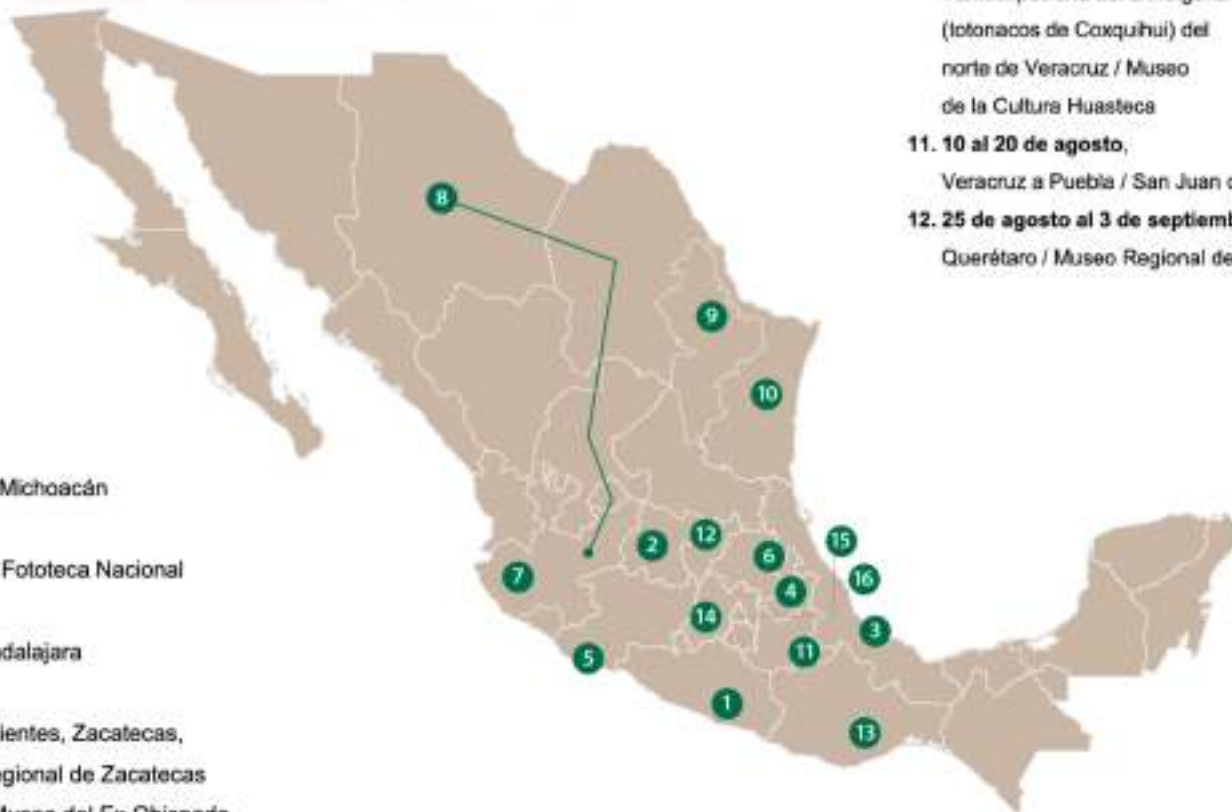 (totonacos de Coxquihui) del
norte de Veracruz / Museo
de la Cultura Huasteca
11. 10 al 20 de agosto,
Veracruz a Puebla / San Juan
12. 25 de agosto al 3 de
Querétaro / Museo Regional de
8
9
10
Michoacán
Fototeca Nacional
ientes, Zacatecas,
egional de Zacatecas
2
12
15
6
16
7
4
14
3
5
11
1
13